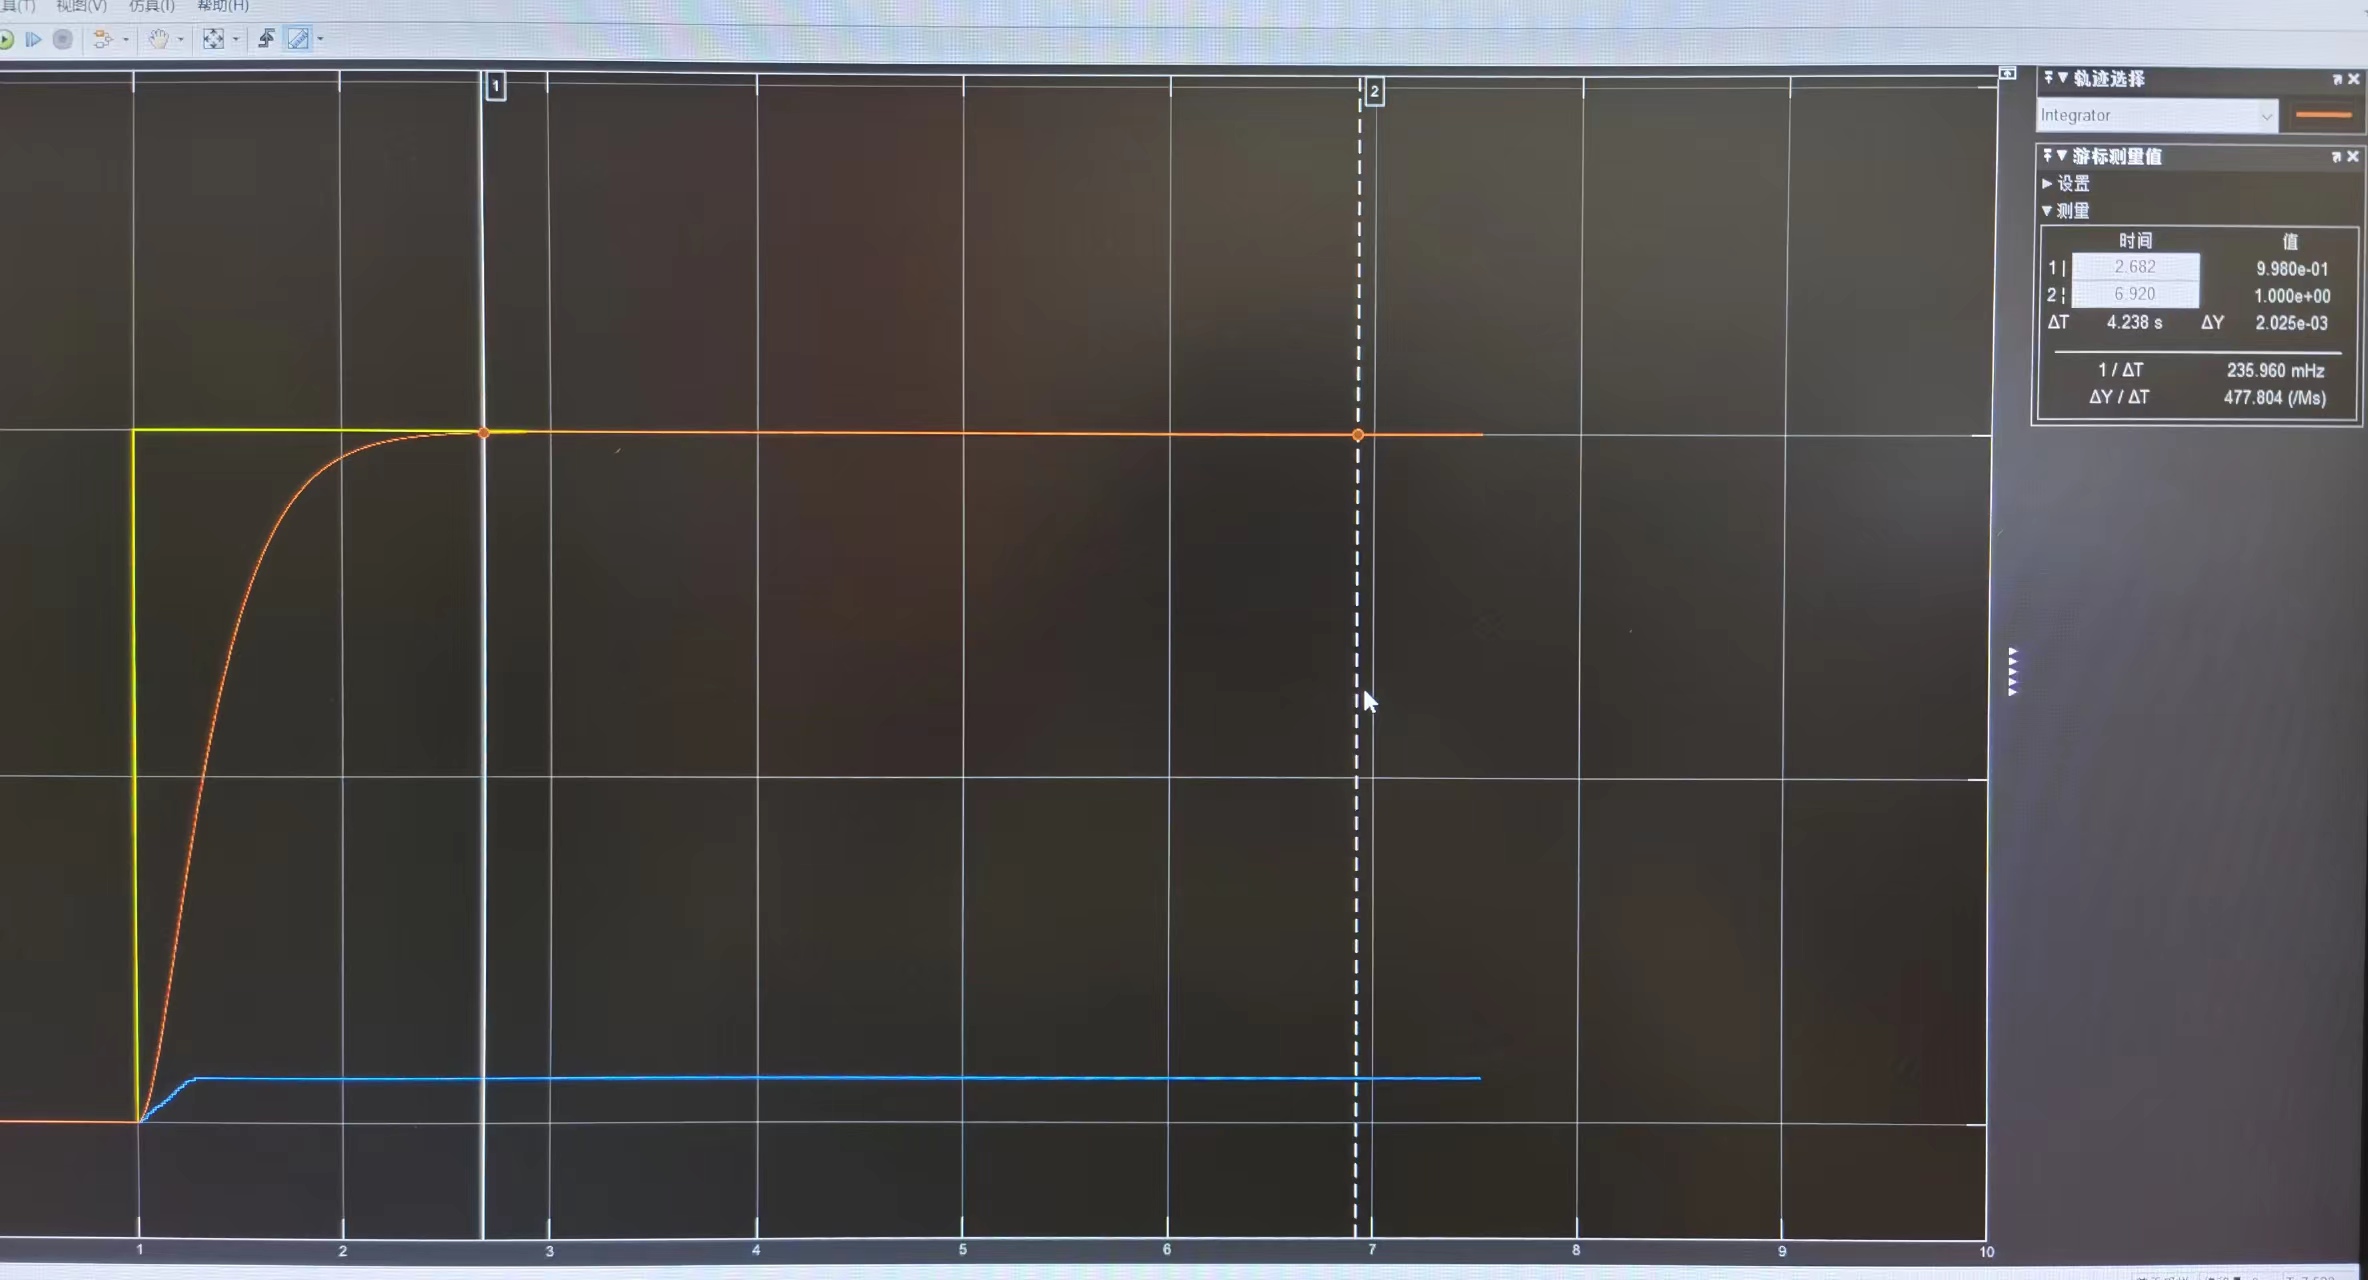 具(T) 视图(V) 仿真(I) 帮助(H)
1
2
轨迹选择
Integrator
游标测量值
设置
测量
时间 值
1 | 2.682 9.980e-01
2 ¦ 6.920 1.000e+00
ΔT 4.238 s ΔY 2.025e-03
1 / ΔT 235.960 mHz
ΔY / ΔT 477.804 (/Ms)
1 2 3 4 5 6 7 8 9 10